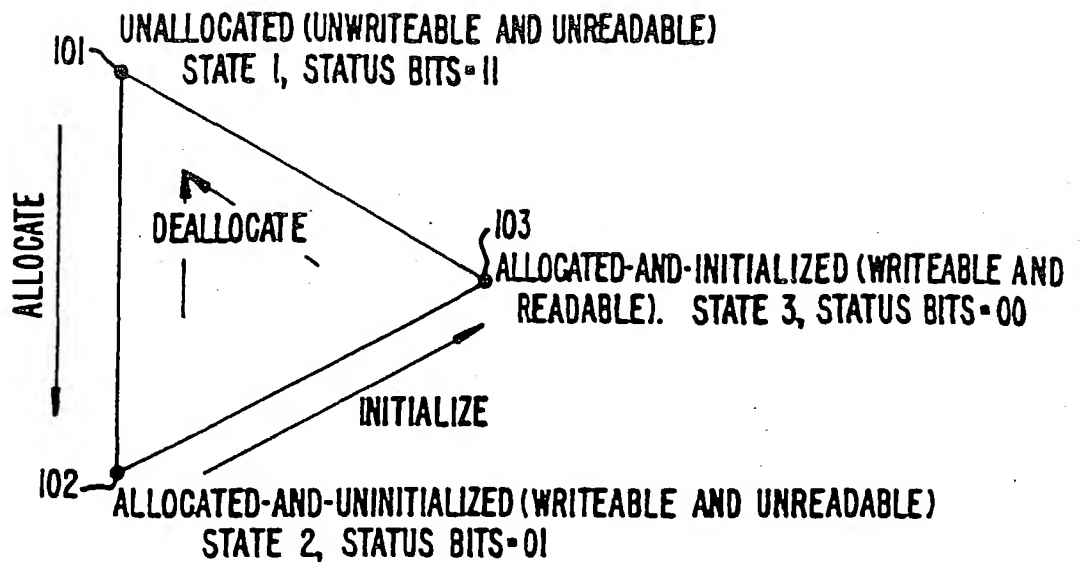 UNALLOCATED (UNWRITEABLE AND UNREADABLE)
101
STATE 1, STATUS BITS=11
ALLOCATE
DEALLOCATE
103
ALLOCATED-AND-INITIALIZED (WRITEABLE AND
READABLE). STATE 3, STATUS BITS=00
INITIALIZE
102
ALLOCATED-AND-UNINITIALIZED (WRITEABLE AND UNREADABLE)
STATE 2, STATUS BITS=01